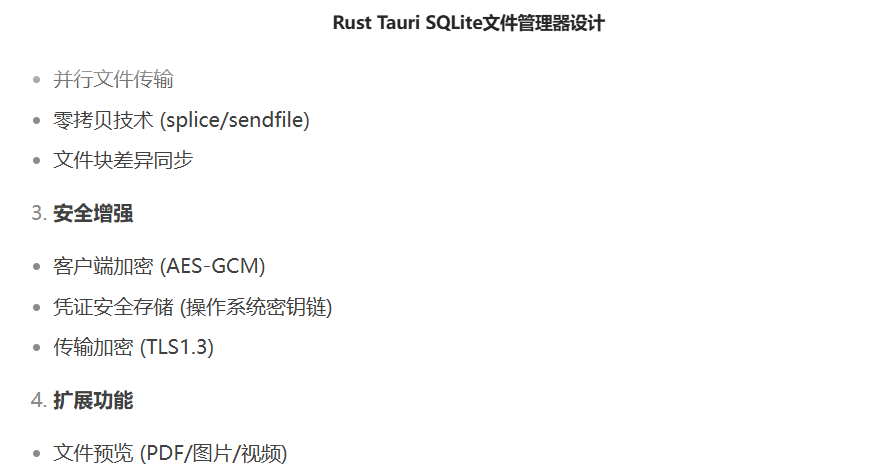 Rust Tauri SQLite文件管理器设计
并行文件传输
零拷贝技术 (splice/sendfile)
文件块差异同步
3. 安全增强
客户端加密 (AES-GCM)
凭证安全存储 (操作系统密钥链)
传输加密 (TLS1.3)
4. 扩展功能
文件预览 (PDF/图片/视频)